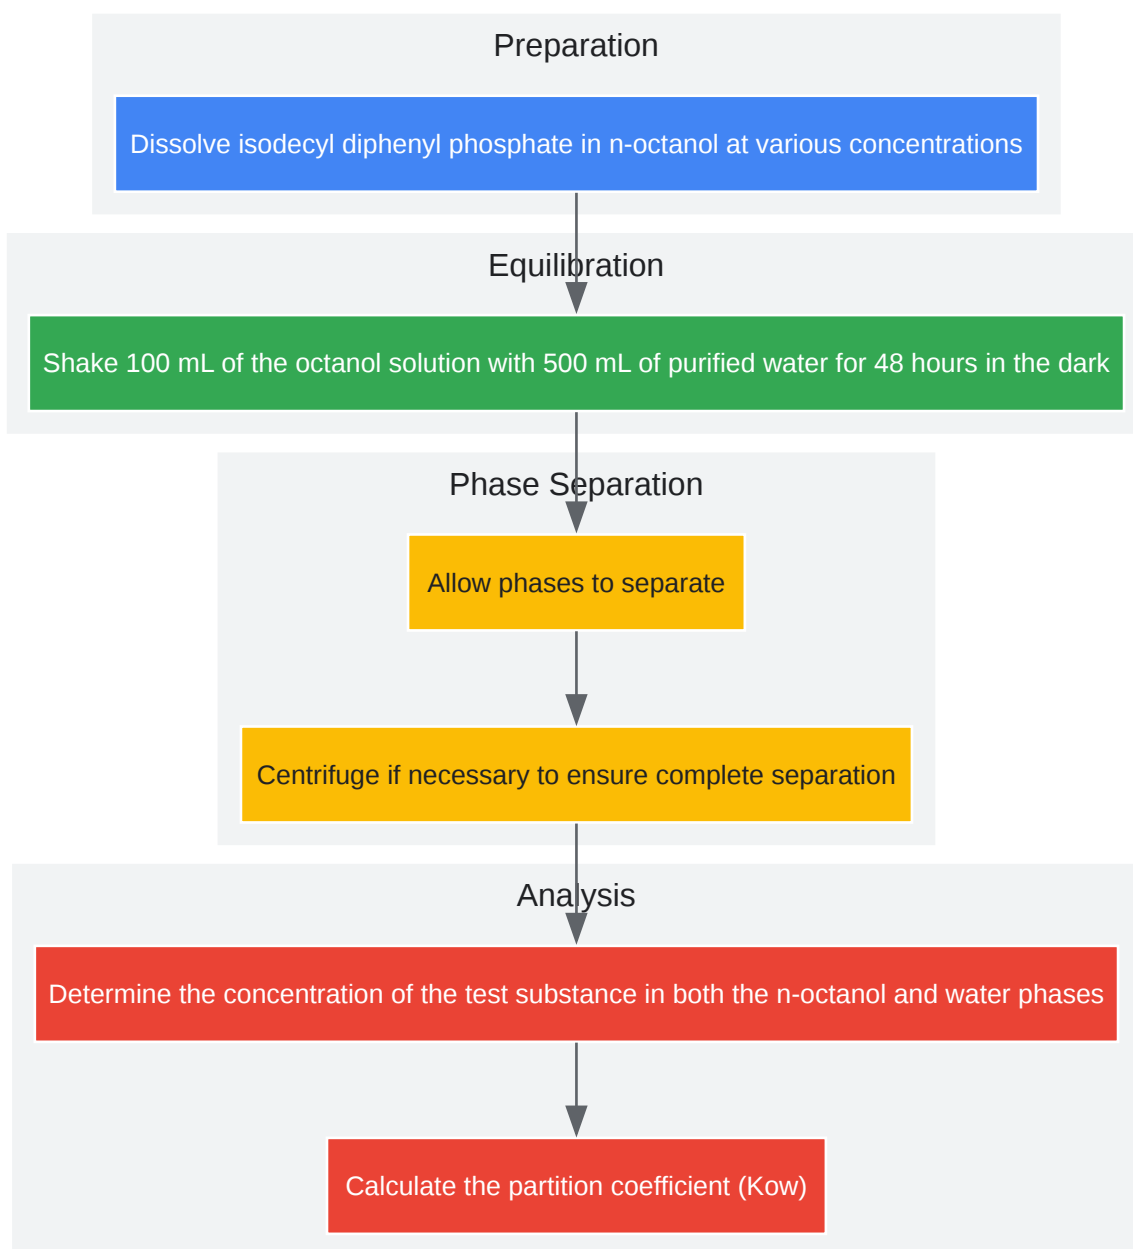 Preparation
Dissolve isodecyl diphenyl phosphate in n-octanol at various concentrations
Equilibration
Shake 100 mL of the octanol solution with 500 mL of purified water for 48 hours in the dark
Phase Separation
Allow phases to separate
Centrifuge if necessary to ensure complete separation
Analysis
Determine the concentration of the test substance in both the n-octanol and water phases
Calculate the partition coefficient (Kow)